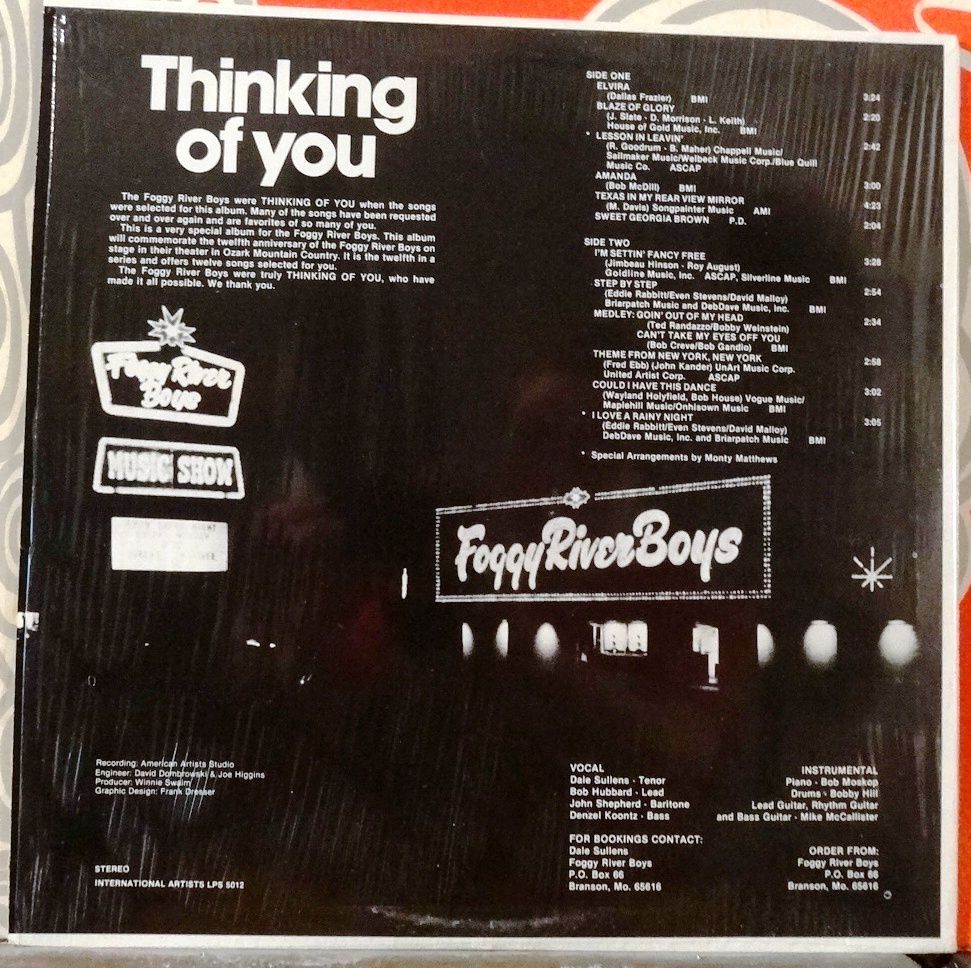 Thinking
of you
The Foggy River Boys were THINKING OF YOU when the songs
were selected for this album. Many of the songs have been requested
over and over again and are favorites of so many of you.
This is a very special album for the Foggy River Boys. This album
will commemorate the twelfth anniversary of the Foggy River Boys on
stage in their theater in Ozark Mountain Country. It is the twelfth in a
series and offers twelve songs selected for you.
The Foggy River Boys were truly THINKING OF YOU, who have
made it all possible. We thank you.
Foggy River
Boys
MUSIC SHOW
SIDE ONE
ELVIRA
(Dallas Frazier) BMI 3:24
BLAZE OF GLORY 2:20
(J. Slate - D. Morrison - L. Keith)
House of Gold Music, Inc. BMI
* LESSON IN LEAVIN' 2:42
(R. Goodrum - B. Maher) Chappell Music/
Sailmaker Music/Welbeck Music Corp./Blue Quill
Music Co. ASCAP
AMANDA 3:00
(Bob McDill) BMI
TEXAS IN MY REAR VIEW MIRROR 4:23
(M. Davis) Songpainter Music AMI
SWEET GEORGIA BROWN P.D. 2:04
SIDE TWO
I'M SETTIN' FANCY FREE 3:28
(Jimbeau Hinson - Roy August)
Goldline Music, Inc. ASCAP, Silverline Music BMI
STEP BY STEP 2:54
(Eddie Rabbitt/Even Stevens/David Malloy)
Briarpatch Music and DebDave Music, Inc. BMI
MEDLEY: GOIN' OUT OF MY HEAD 2:34
(Ted Randazzo/Bobby Weinstein)
CAN'T TAKE MY EYES OFF YOU
(Bob Creve/Bob Gandio) BMI
THEME FROM NEW YORK, NEW YORK 2:58
(Fred Ebb) (John Kander) UnArt Music Corp.
United Artist Corp. ASCAP
COULD I HAVE THIS DANCE 3:02
(Wayland Holyfield, Bob House) Vogue Music/
Maplehill Music/Onhisown Music BMI
* I LOVE A RAINY NIGHT 3:05
(Eddie Rabbitt/Even Stevens/David Malloy)
DebDave Music, Inc. and Briarpatch Music BMI
* Special Arrangements by Monty Matthews
Foggy River Boys
Recording: American Artists Studio
Engineer: David Dombrowski & Joe Higgins
Producer: Winnie Swaim
Graphic Design: Frank Dresser
STEREO
INTERNATIONAL ARTISTS LPS 5012
VOCAL
Dale Sullens - Tenor
Bob Hubbard - Lead
John Shepherd - Baritone
Denzel Koontz - Bass
FOR BOOKINGS CONTACT:
Dale Sullens
Foggy River Boys
P.O. Box 66
Branson, Mo. 65616
INSTRUMENTAL
Piano - Bob Moskop
Drums - Bobby Hill
Lead Guitar, Rhythm Guitar
and Bass Guitar - Mike McCallister
ORDER FROM:
Foggy River Boys
P.O. Box 66
Branson, Mo. 65616